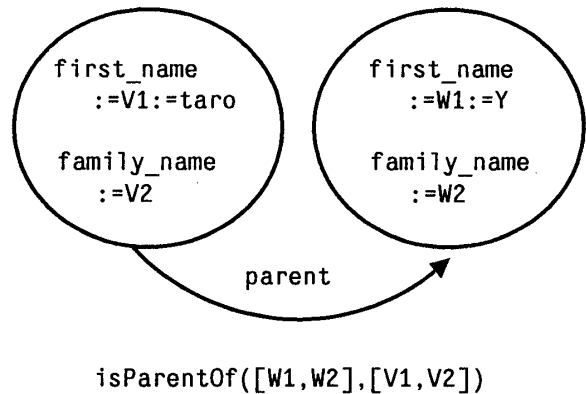 first_name
:=V1:=taro
family_name
:=V2
first_name
:=W1:=Y
family_name
:=W2
parent
isParentOf([W1,W2],[V1,V2])